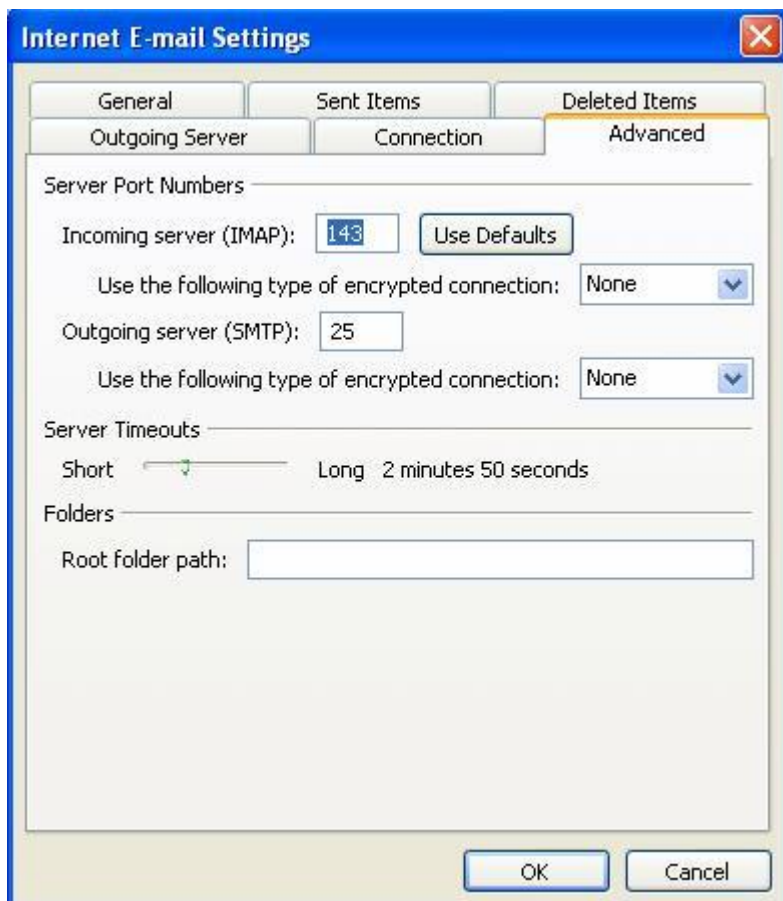 Internet E-mail Settings
General Sent Items Deleted Items
Outgoing Server Connection Advanced
Server Port Numbers
Incoming server (IMAP): 143 Use Defaults
Use the following type of encrypted connection: None
Outgoing server (SMTP): 25
Use the following type of encrypted connection: None
Server Timeouts
Short Long 2 minutes 50 seconds
Folders
Root folder path:
OK Cancel